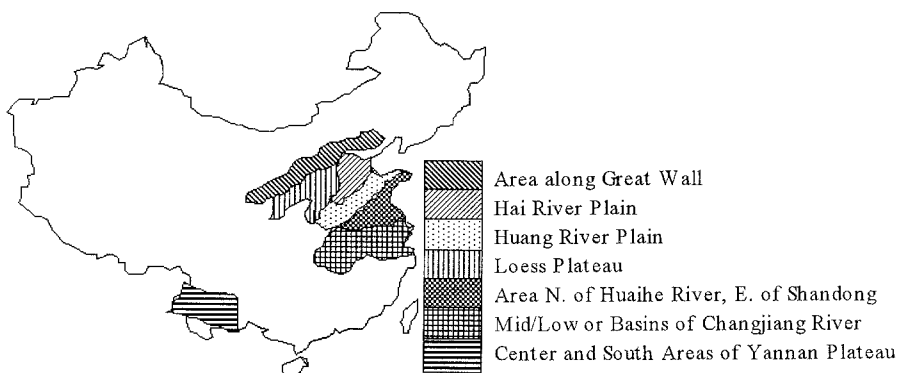 Area along Great Wall
Hai River Plain
Huang River Plain
Loess Plateau
Area N. of Huaihe River, E. of Shandong
Mid/Low or Basins of Changjiang River
Center and South Areas of Yannan Plateau